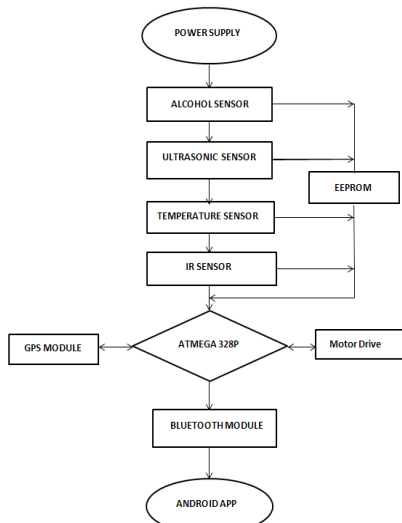 POWER SUPPLY
ALCOHOL SENSOR
ULTRASONIC SENSOR
EEPROM
TEMPERATURE SENSOR
IR SENSOR
GPS MODULE
ATMEGA 328P
Motor Drive
BLUETOOTH MODULE
ANDROID APP